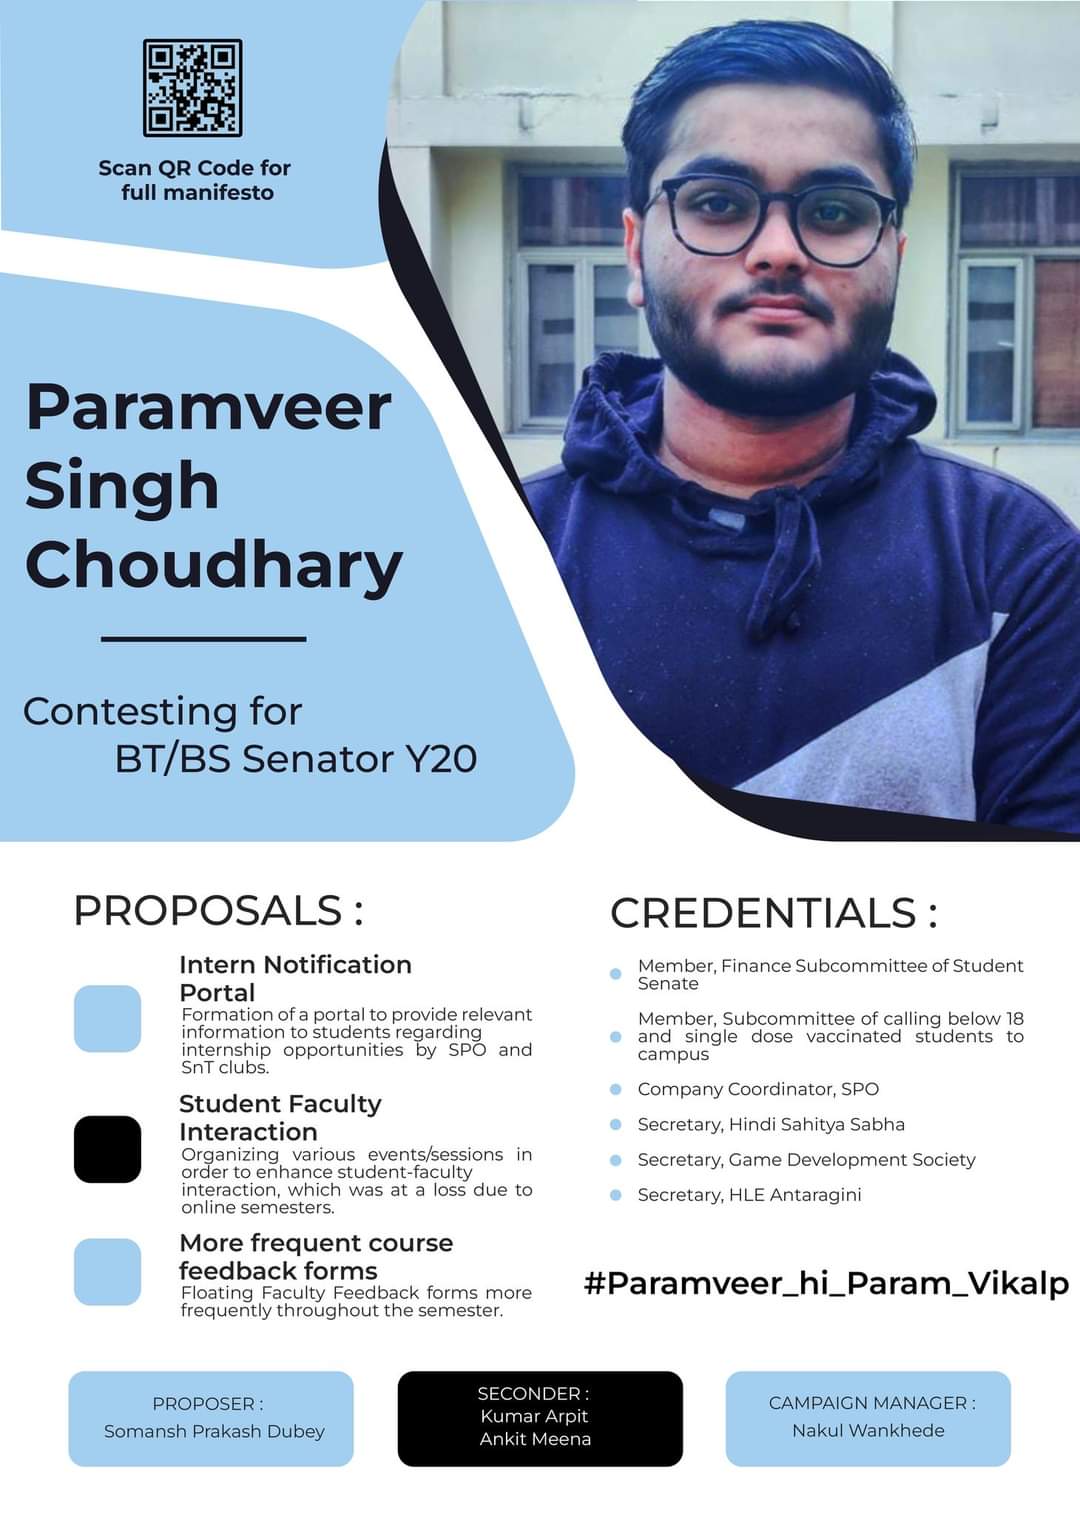 Scan QR Code for
full manifesto
Paramveer
Singh
Choudhary
Contesting for
BT/BS Senator Y20
PROPOSALS :
Intern Notification
Portal
Formation of a portal to provide relevant
information to students regarding
internship opportunities by SPO and
SnT clubs.
Student Faculty
Interaction
Organizing various events/sessions in
order to enhance student-faculty
interaction, which was at a loss due to
online semesters.
More frequent course
feedback forms
Floating Faculty Feedback forms more
frequently throughout the semester.
CREDENTIALS :
Member, Finance Subcommittee of Student
Senate
Member, Subcommittee of calling below 18
and single dose vaccinated students to
campus
Company Coordinator, SPO
Secretary, Hindi Sahitya Sabha
Secretary, Game Development Society
Secretary, HLE Antaragini
#Paramveer_hi_Param_Vikalp
PROPOSER :
Somansh Prakash Dubey
SECONDER :
Kumar Arpit
Ankit Meena
CAMPAIGN MANAGER :
Nakul Wankhede